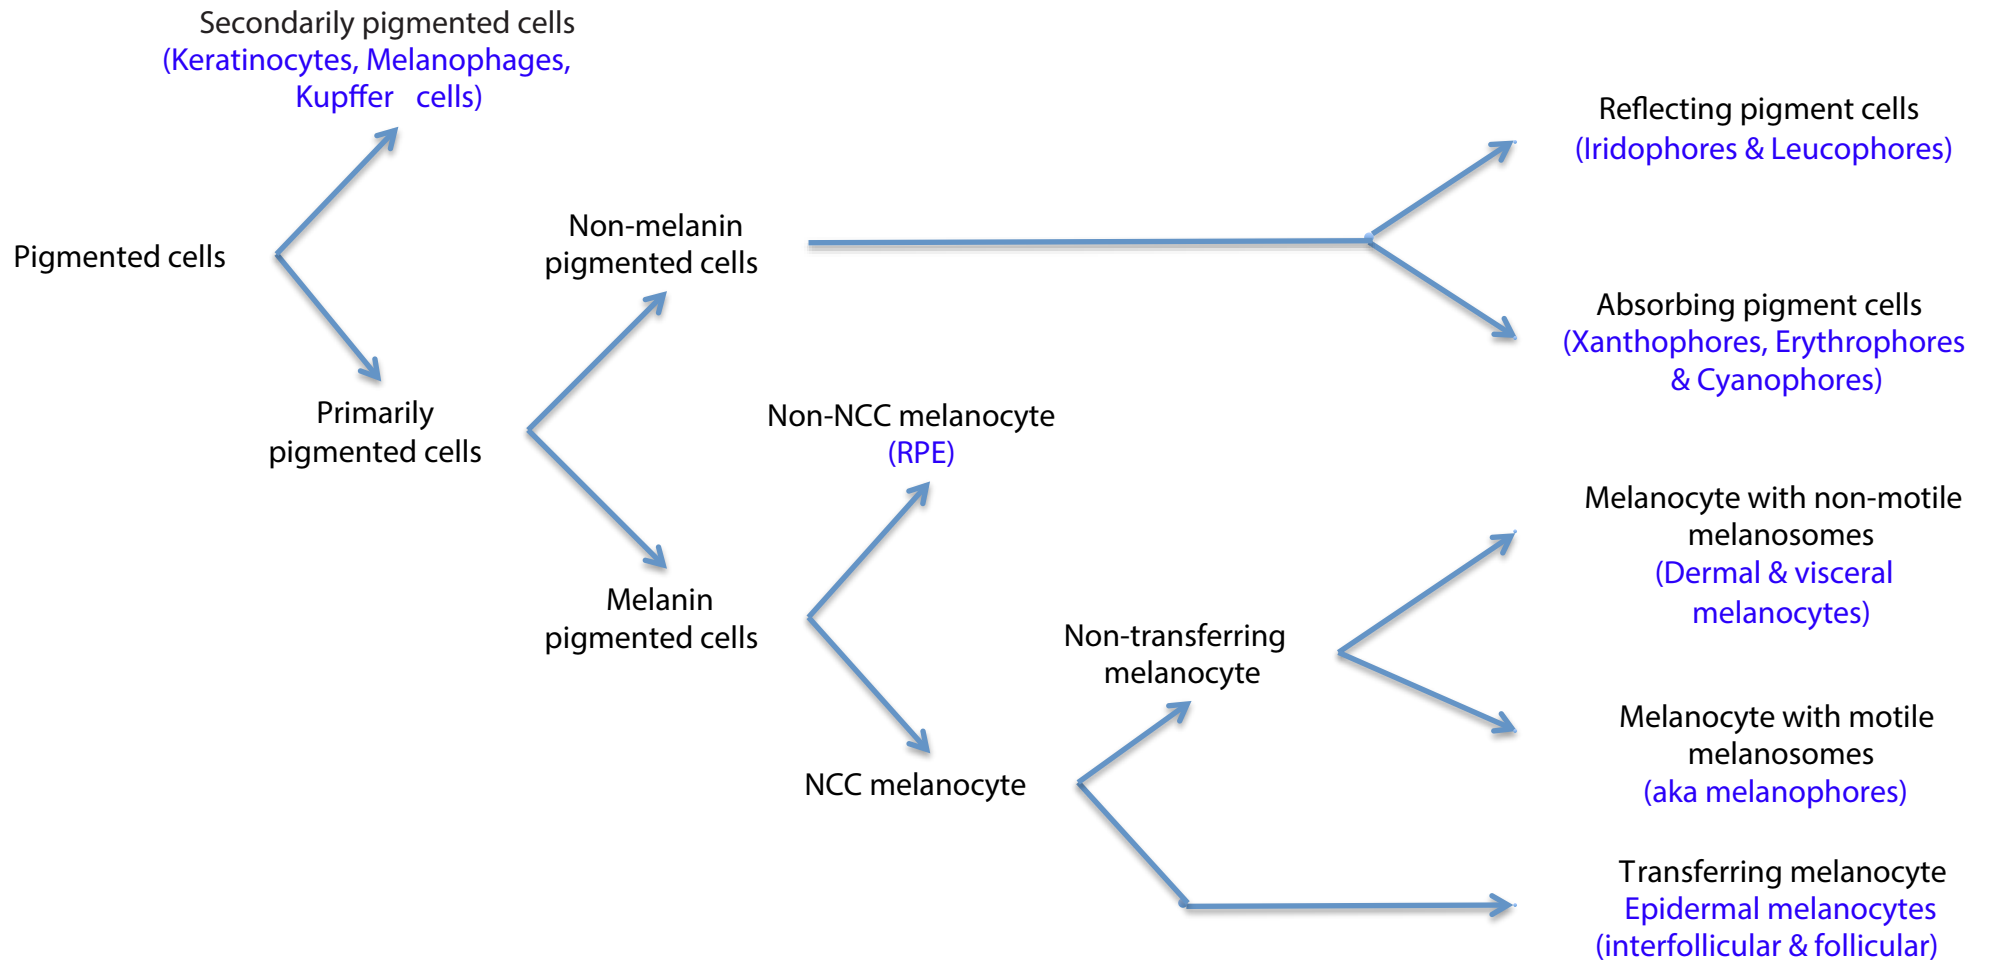 Secondarily pigmented cells
(Keratinocytes, Melanophages,
Kupffer cells)
Pigmented cells
Primarily
pigmented cells
Non-melanin
pigmented cells
Melanin
pigmented cells
Non-NCC melanocyte
(RPE)
NCC melanocyte
Non-transferring
melanocyte
Reflecting pigment cells
(Iridophores & Leucophores)
Absorbing pigment cells
(Xanthophores, Erythrophores
& Cyanophores)
Melanocyte with non-motile
melanosomes
(Dermal & visceral
melanocytes)
Melanocyte with motile
melanosomes
(aka melanophores)
Transferring melanocyte
Epidermal melanocytes
(interfollicular & follicular)